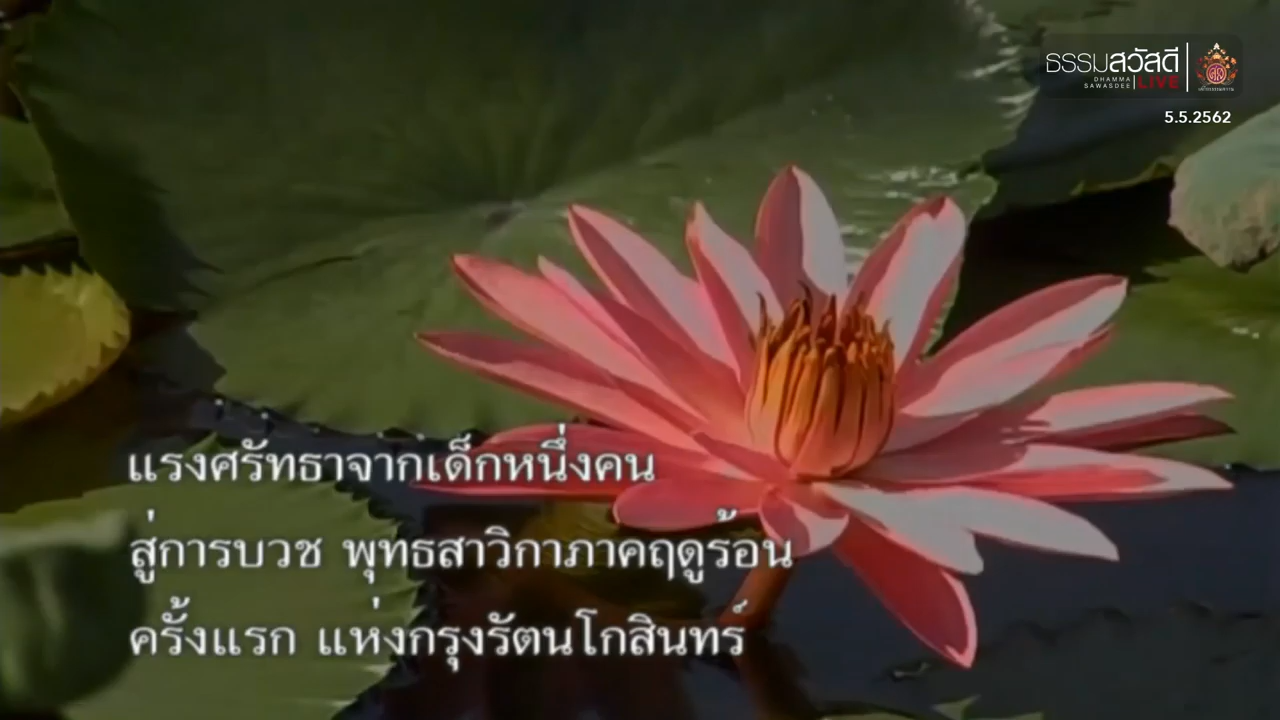 ธรรมสวัสดี
DHAMMA
SAWASDEE LIVE
5.5.2562
แรงศรัทธาจากเด็กหนึ่งคน
สู่การบวช พุทธสาวิกาภาคฤดูร้อน
ครั้งแรก แห่งกรุงรัตนโกสินทร์